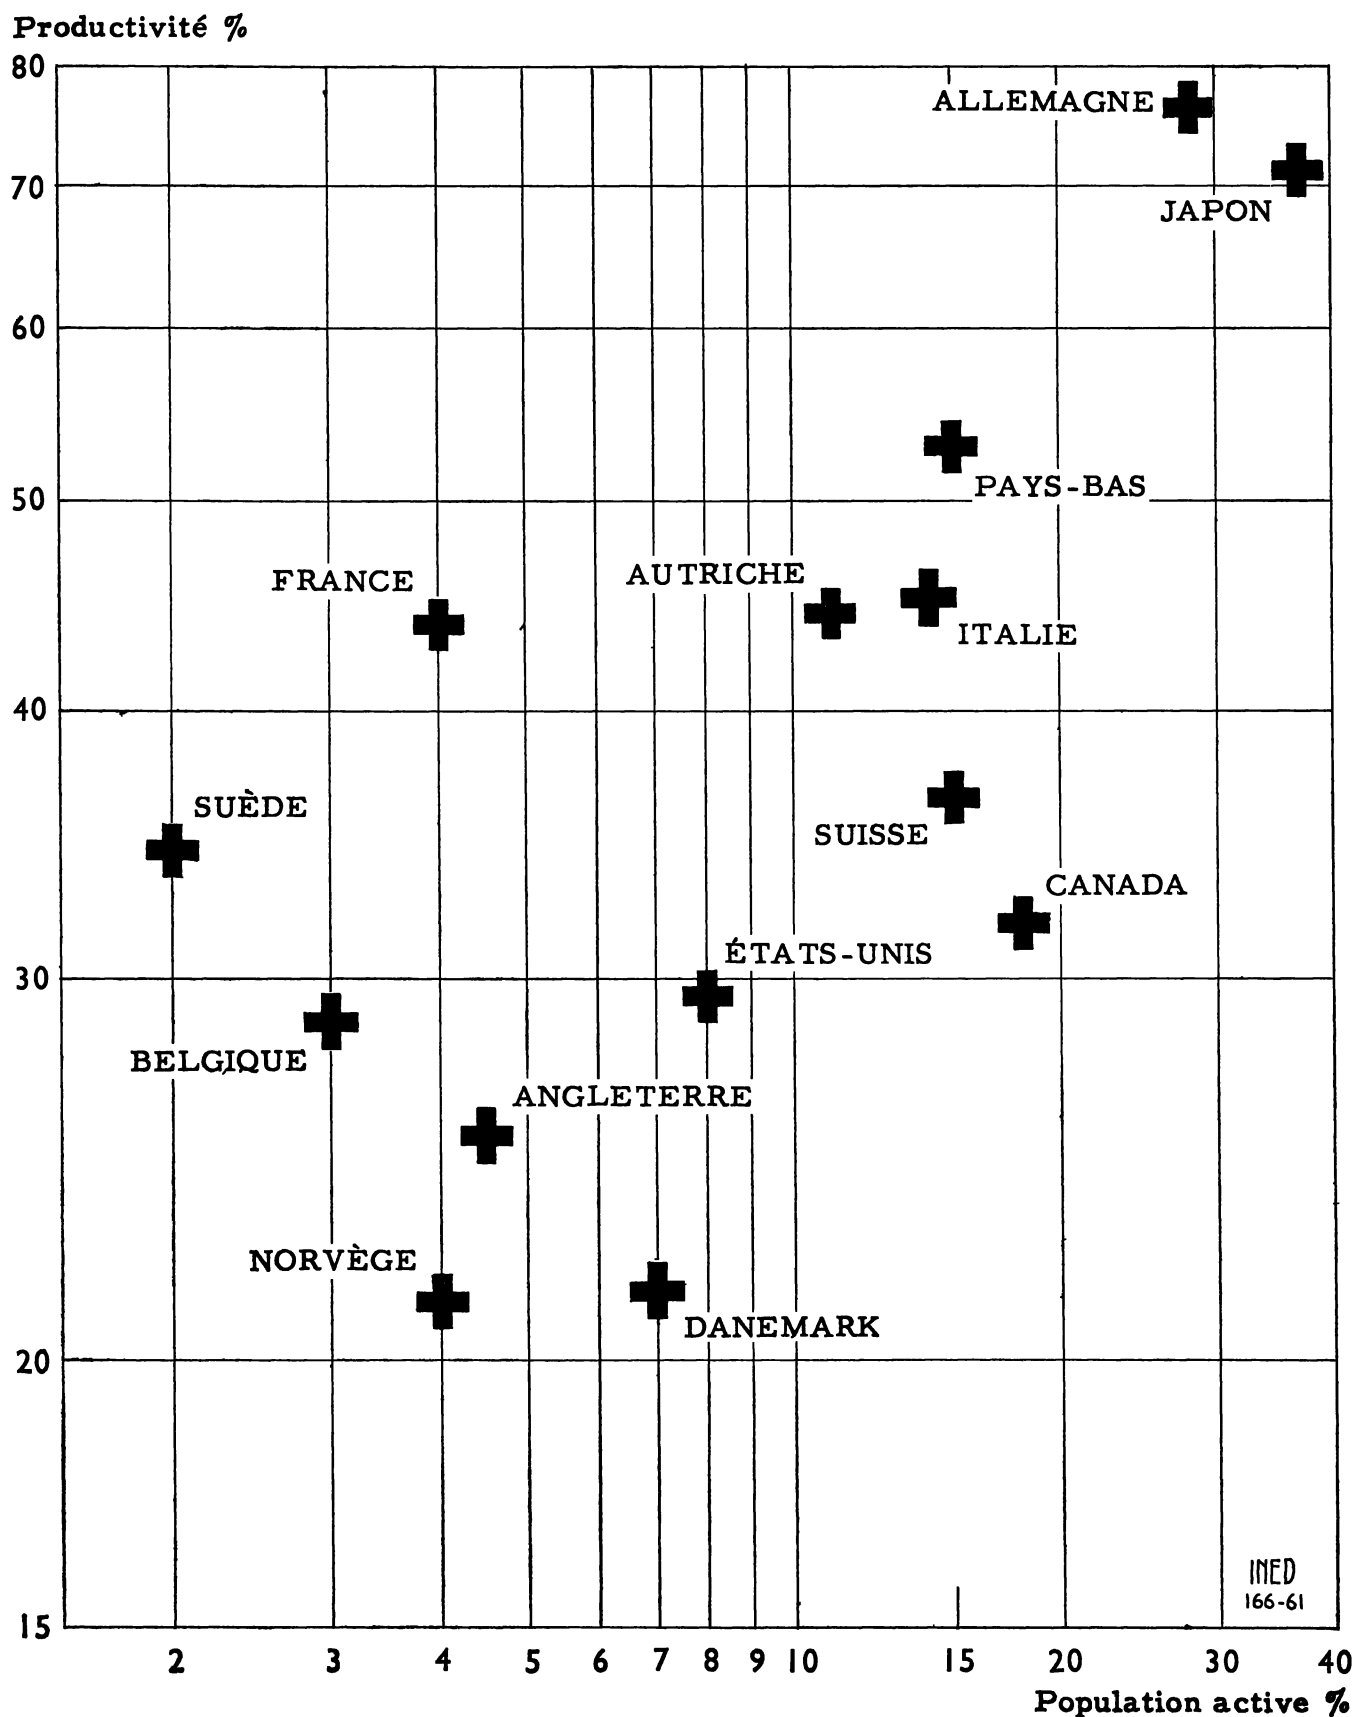 Productivité %
80
ALLEMAGNE
70
JAPON
60
50
PAYS-BAS
FRANCE
AUTRICHE
ITALIE
40
SUÈDE
SUISSE
CANADA
ÉTATS-UNIS
30
BELGIQUE
ANGLETERRE
NORVÈGE
DANEMARK
20
INED
166-61
15
2 3 4 5 6 7 8 9 10 15 20 30 40
Population active %